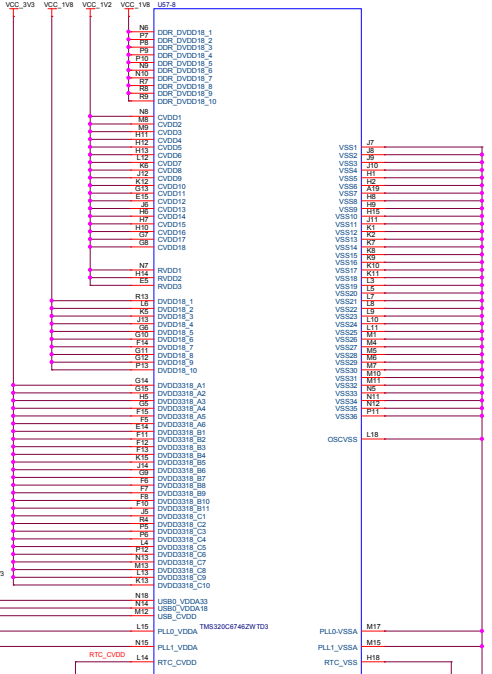 VCC_3V3 VCC_1V8 VCC_1V2 VCC_1V8 U57-8
N6 DDR_DVDD18_1
P7 DDR_DVDD18_2
P8 DDR_DVDD18_3
P9 DDR_DVDD18_4
P10 DDR_DVDD18_5
N9 DDR_DVDD18_6
N10 DDR_DVDD18_7
R7 DDR_DVDD18_8
R8 DDR_DVDD18_9
R9 DDR_DVDD18_10
N8 CVDD1
M8 CVDD2
M9 CVDD3
H11 CVDD4
H12 CVDD5
H13 CVDD6
L12 CVDD7
K6 CVDD8
J12 CVDD9
K12 CVDD10
G13 CVDD11
E15 CVDD12
J6 CVDD13
H6 CVDD14
H7 CVDD15
H10 CVDD16
G7 CVDD17
G8 CVDD18
N7 RVDD1
H14 RVDD2
E5 RVDD3
R13 DVDD18_1
L6 DVDD18_2
K5 DVDD18_3
J13 DVDD18_4
G6 DVDD18_5
G10 DVDD18_6
F14 DVDD18_7
G11 DVDD18_8
G12 DVDD18_9
P13 DVDD18_10
G14 DVDD3318_A1
G15 DVDD3318_A2
H5 DVDD3318_A3
G5 DVDD3318_A4
F15 DVDD3318_A5
F5 DVDD3318_A6
E14 DVDD3318_B1
F11 DVDD3318_B2
F12 DVDD3318_B3
F13 DVDD3318_B4
K15 DVDD3318_B5
J14 DVDD3318_B6
G9 DVDD3318_B7
F6 DVDD3318_B8
F7 DVDD3318_B9
F8 DVDD3318_B10
F10 DVDD3318_B11
J5 DVDD3318_C1
R4 DVDD3318_C2
P5 DVDD3318_C3
P6 DVDD3318_C4
L4 DVDD3318_C5
P12 DVDD3318_C6
N13 DVDD3318_C7
M13 DVDD3318_C8
L13 DVDD3318_C9
K13 DVDD3318_C10
N18 USB0_VDDA33
N14 USB0_VDDA18
M12 USB_CVDD
L15 PLL0_VDDA
N15 PLL1_VDDA
RTC_CVDD L14 RTC_CVDD
TMS320C6746ZWTD3
VSS1 J7
VSS2 J8
VSS3 J9
VSS4 J10
VSS5 H1
VSS6 H2
VSS7 A19
VSS8 H8
VSS9 H9
VSS10 H15
VSS11 J11
VSS12 K1
VSS13 K2
VSS14 K7
VSS15 K8
VSS16 K9
VSS17 K10
VSS18 K11
VSS19 L3
VSS20 L5
VSS21 L7
VSS22 L8
VSS23 L9
VSS24 L10
VSS25 L11
VSS26 M1
VSS27 M4
VSS28 M5
VSS29 M6
VSS30 M7
VSS31 M10
VSS32 M11
VSS33 N5
VSS34 N11
VSS35 N12
VSS36 P11
OSCVSS L18
PLL0-VSSA M17
PLL1_VSSA M15
RTC_VSS H18